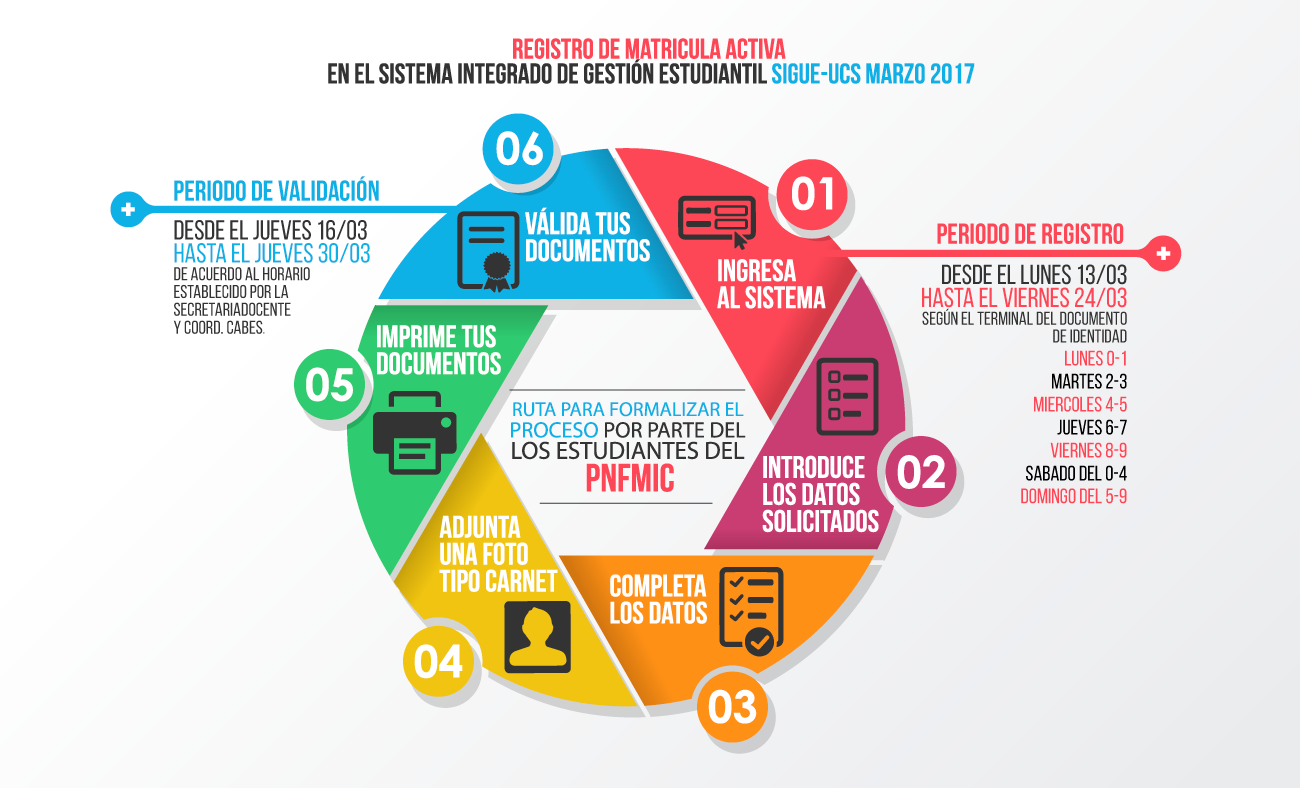 REGISTRO DE MATRICULA ACTIVA
EN EL SISTEMA INTEGRADO DE GESTIÓN ESTUDIANTIL SIGUE-UCS MARZO 2017
01
INGRESA
AL SISTEMA
PERIODO DE REGISTRO
DESDE EL LUNES 13/03
HASTA EL VIERNES 24/03
SEGÚN EL TERMINAL DEL DOCUMENTO
DE IDENTIDAD
LUNES 0-1
MARTES 2-3
MIERCOLES 4-5
JUEVES 6-7
VIERNES 8-9
SABADO DEL 0-4
DOMINGO DEL 5-9
02
INTRODUCE
LOS DATOS
SOLICITADOS
03
COMPLETA
LOS DATOS
04
ADJUNTA
UNA FOTO
TIPO CARNET
05
IMPRIME TUS
DOCUMENTOS
06
VÁLIDA TUS
DOCUMENTOS
PERIODO DE VALIDACIÓN
DESDE EL JUEVES 16/03
HASTA EL JUEVES 30/03
DE ACUERDO AL HORARIO
ESTABLECIDO POR LA
SECRETARIADOCENTE
Y COORD. CABES.
RUTA PARA FORMALIZAR EL
PROCESO POR PARTE DEL
LOS ESTUDIANTES DEL
PNFMIC